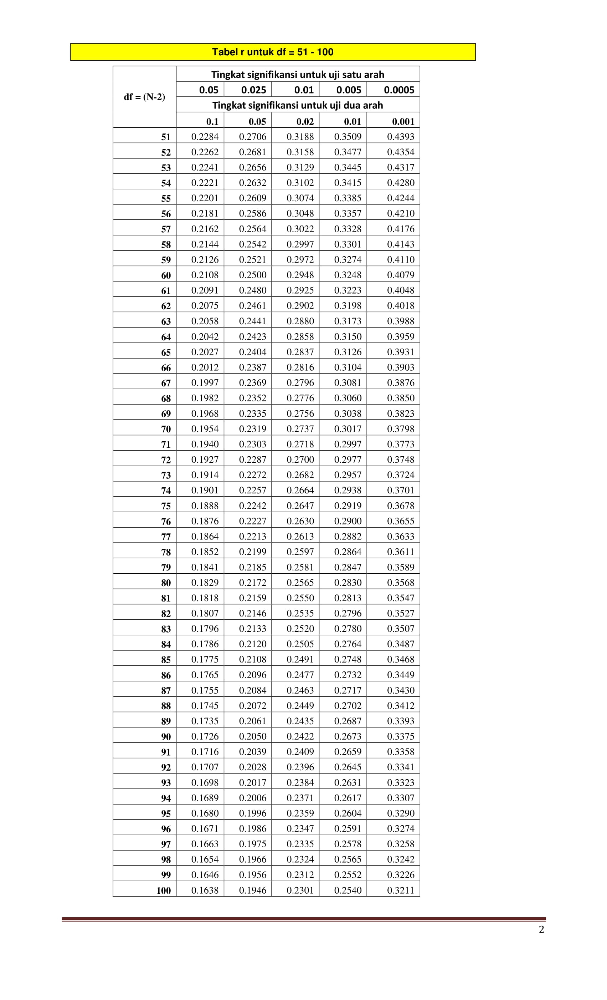 Tabel r untuk df = 51 - 100
Tingkat signifikansi untuk uji satu arah
0.05 0.025 0.01 0.005 0.0005
df = (N-2)
Tingkat signifikansi untuk uji dua arah
0.1 0.05 0.02 0.01 0.001
51 0.2284 0.2706 0.3188 0.3509 0.4393
52 0.2262 0.2681 0.3158 0.3477 0.4354
53 0.2241 0.2656 0.3129 0.3445 0.4317
54 0.2221 0.2632 0.3102 0.3415 0.4280
55 0.2201 0.2609 0.3074 0.3385 0.4244
56 0.2181 0.2586 0.3048 0.3357 0.4210
57 0.2162 0.2564 0.3022 0.3328 0.4176
58 0.2144 0.2542 0.2997 0.3301 0.4143
59 0.2126 0.2521 0.2972 0.3274 0.4110
60 0.2108 0.2500 0.2948 0.3248 0.4079
61 0.2091 0.2480 0.2925 0.3223 0.4048
62 0.2075 0.2461 0.2902 0.3198 0.4018
63 0.2058 0.2441 0.2880 0.3173 0.3988
64 0.2042 0.2423 0.2858 0.3150 0.3959
65 0.2027 0.2404 0.2837 0.3126 0.3931
66 0.2012 0.2387 0.2816 0.3104 0.3903
67 0.1997 0.2369 0.2796 0.3081 0.3876
68 0.1982 0.2352 0.2776 0.3060 0.3850
69 0.1968 0.2335 0.2756 0.3038 0.3823
70 0.1954 0.2319 0.2737 0.3017 0.3798
71 0.1940 0.2303 0.2718 0.2997 0.3773
72 0.1927 0.2287 0.2700 0.2977 0.3748
73 0.1914 0.2272 0.2682 0.2957 0.3724
74 0.1901 0.2257 0.2664 0.2938 0.3701
75 0.1888 0.2242 0.2647 0.2919 0.3678
76 0.1876 0.2227 0.2630 0.2900 0.3655
77 0.1864 0.2213 0.2613 0.2882 0.3633
78 0.1852 0.2199 0.2597 0.2864 0.3611
79 0.1841 0.2185 0.2581 0.2847 0.3589
80 0.1829 0.2172 0.2565 0.2830 0.3568
81 0.1818 0.2159 0.2550 0.2813 0.3547
82 0.1807 0.2146 0.2535 0.2796 0.3527
83 0.1796 0.2133 0.2520 0.2780 0.3507
84 0.1786 0.2120 0.2505 0.2764 0.3487
85 0.1775 0.2108 0.2491 0.2748 0.3468
86 0.1765 0.2096 0.2477 0.2732 0.3449
87 0.1755 0.2084 0.2463 0.2717 0.3430
88 0.1745 0.2072 0.2449 0.2702 0.3412
89 0.1735 0.2061 0.2435 0.2687 0.3393
90 0.1726 0.2050 0.2422 0.2673 0.3375
91 0.1716 0.2039 0.2409 0.2659 0.3358
92 0.1707 0.2028 0.2396 0.2645 0.3341
93 0.1698 0.2017 0.2384 0.2631 0.3323
94 0.1689 0.2006 0.2371 0.2617 0.3307
95 0.1680 0.1996 0.2359 0.2604 0.3290
96 0.1671 0.1986 0.2347 0.2591 0.3274
97 0.1663 0.1975 0.2335 0.2578 0.3258
98 0.1654 0.1966 0.2324 0.2565 0.3242
99 0.1646 0.1956 0.2312 0.2552 0.3226
100 0.1638 0.1946 0.2301 0.2540 0.3211
2